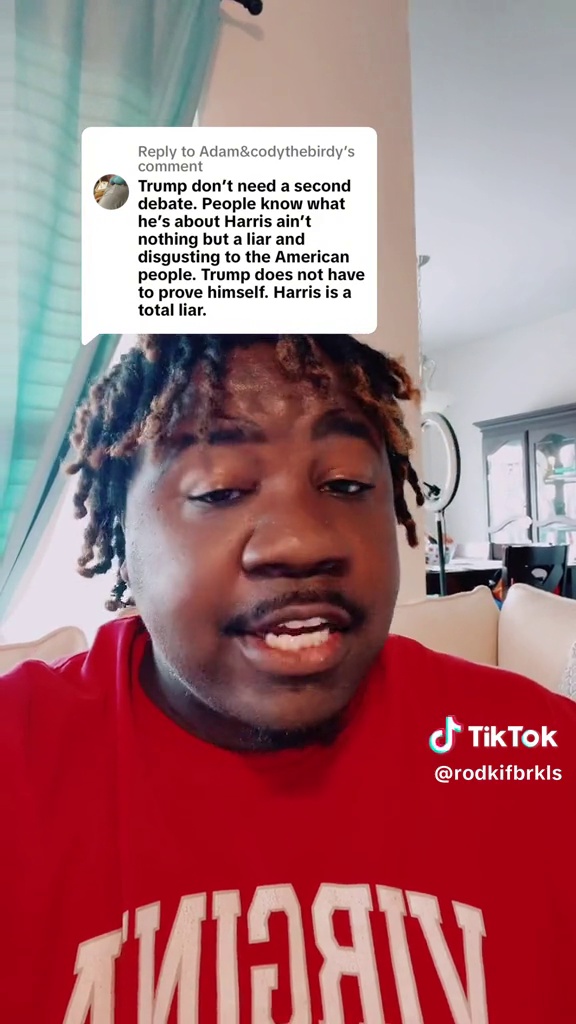 Reply to Adam&codythebirdy's
comment
Trump don't need a second
debate. People know what
he's about Harris ain't
nothing but a liar and
disgusting to the American
people. Trump does not have
to prove himself. Harris is a
total liar.
TikTok
@rodkifbrkls
VIRGINIA